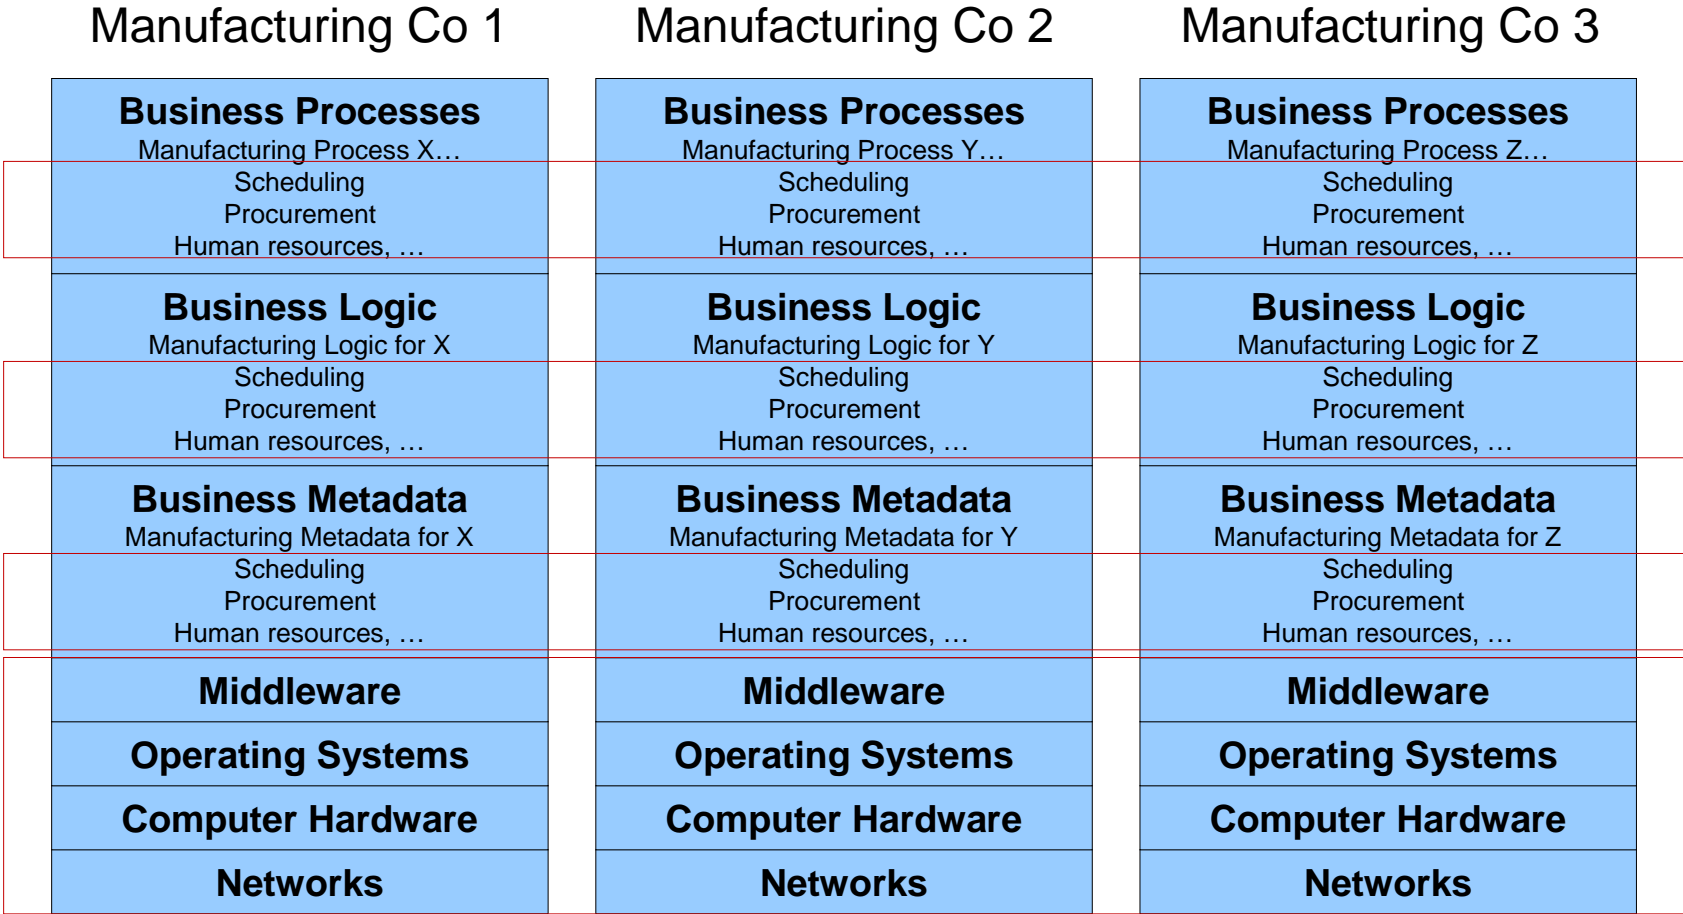 Manufacturing Co 1
Manufacturing Co 2
Manufacturing Co 3
Business Processes
Manufacturing Process X…
Scheduling
Procurement
Human resources, …
Business Logic
Manufacturing Logic for X
Scheduling
Procurement
Human resources, …
Business Metadata
Manufacturing Metadata for X
Scheduling
Procurement
Human resources, …
Middleware
Operating Systems
Computer Hardware
Networks
Business Processes
Manufacturing Process Y…
Scheduling
Procurement
Human resources, …
Business Logic
Manufacturing Logic for Y
Scheduling
Procurement
Human resources, …
Business Metadata
Manufacturing Metadata for Y
Scheduling
Procurement
Human resources, …
Middleware
Operating Systems
Computer Hardware
Networks
Business Processes
Manufacturing Process Z…
Scheduling
Procurement
Human resources, …
Business Logic
Manufacturing Logic for Z
Scheduling
Procurement
Human resources, …
Business Metadata
Manufacturing Metadata for Z
Scheduling
Procurement
Human resources, …
Middleware
Operating Systems
Computer Hardware
Networks